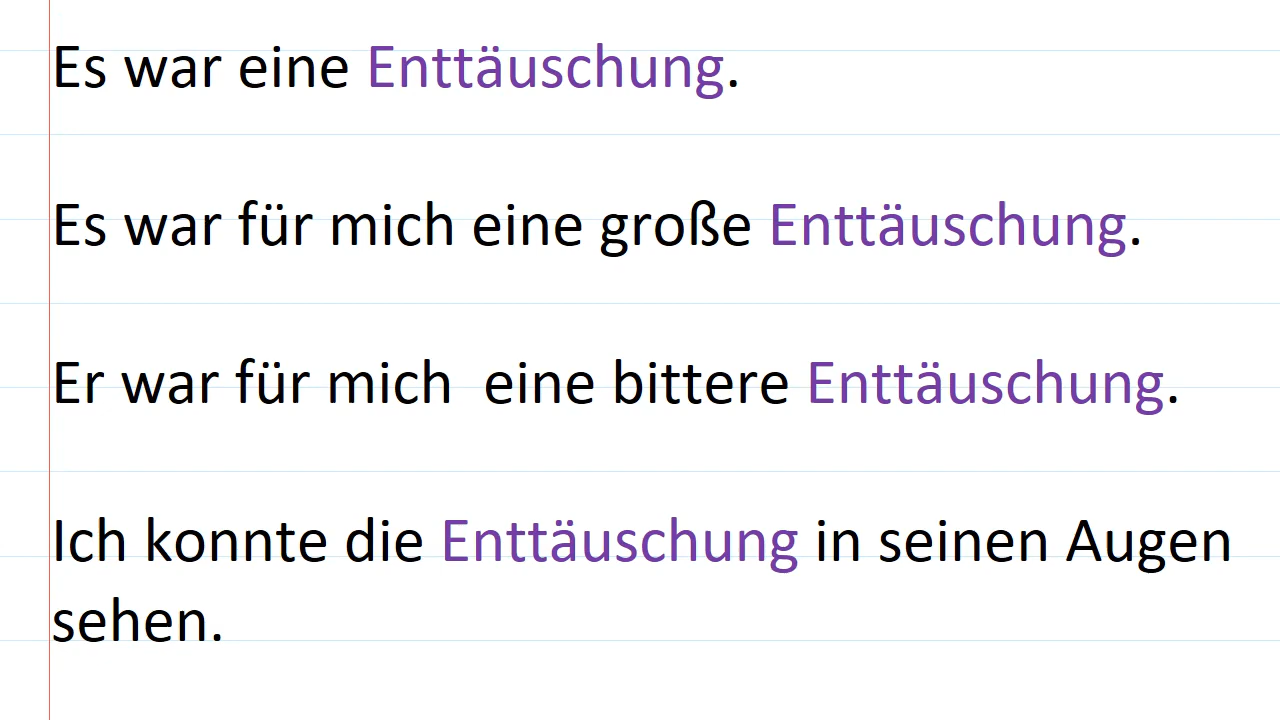 Es war eine Enttäuschung.
Es war für mich eine große Enttäuschung.
Er war für mich  eine bittere Enttäuschung.
Ich konnte die Enttäuschung in seinen Augen
sehen.